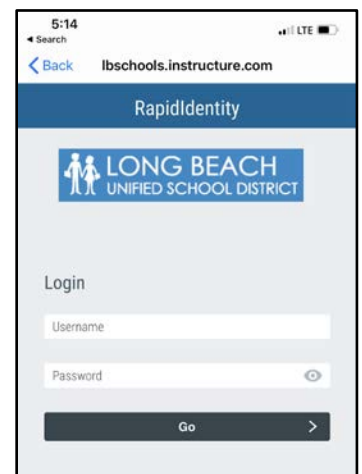 5:14
LTE
◀ Search
Back lbschools.instructure.com
RapidIdentity
LONG BEACH
UNIFIED SCHOOL DISTRICT
Login
Username
Password
Go